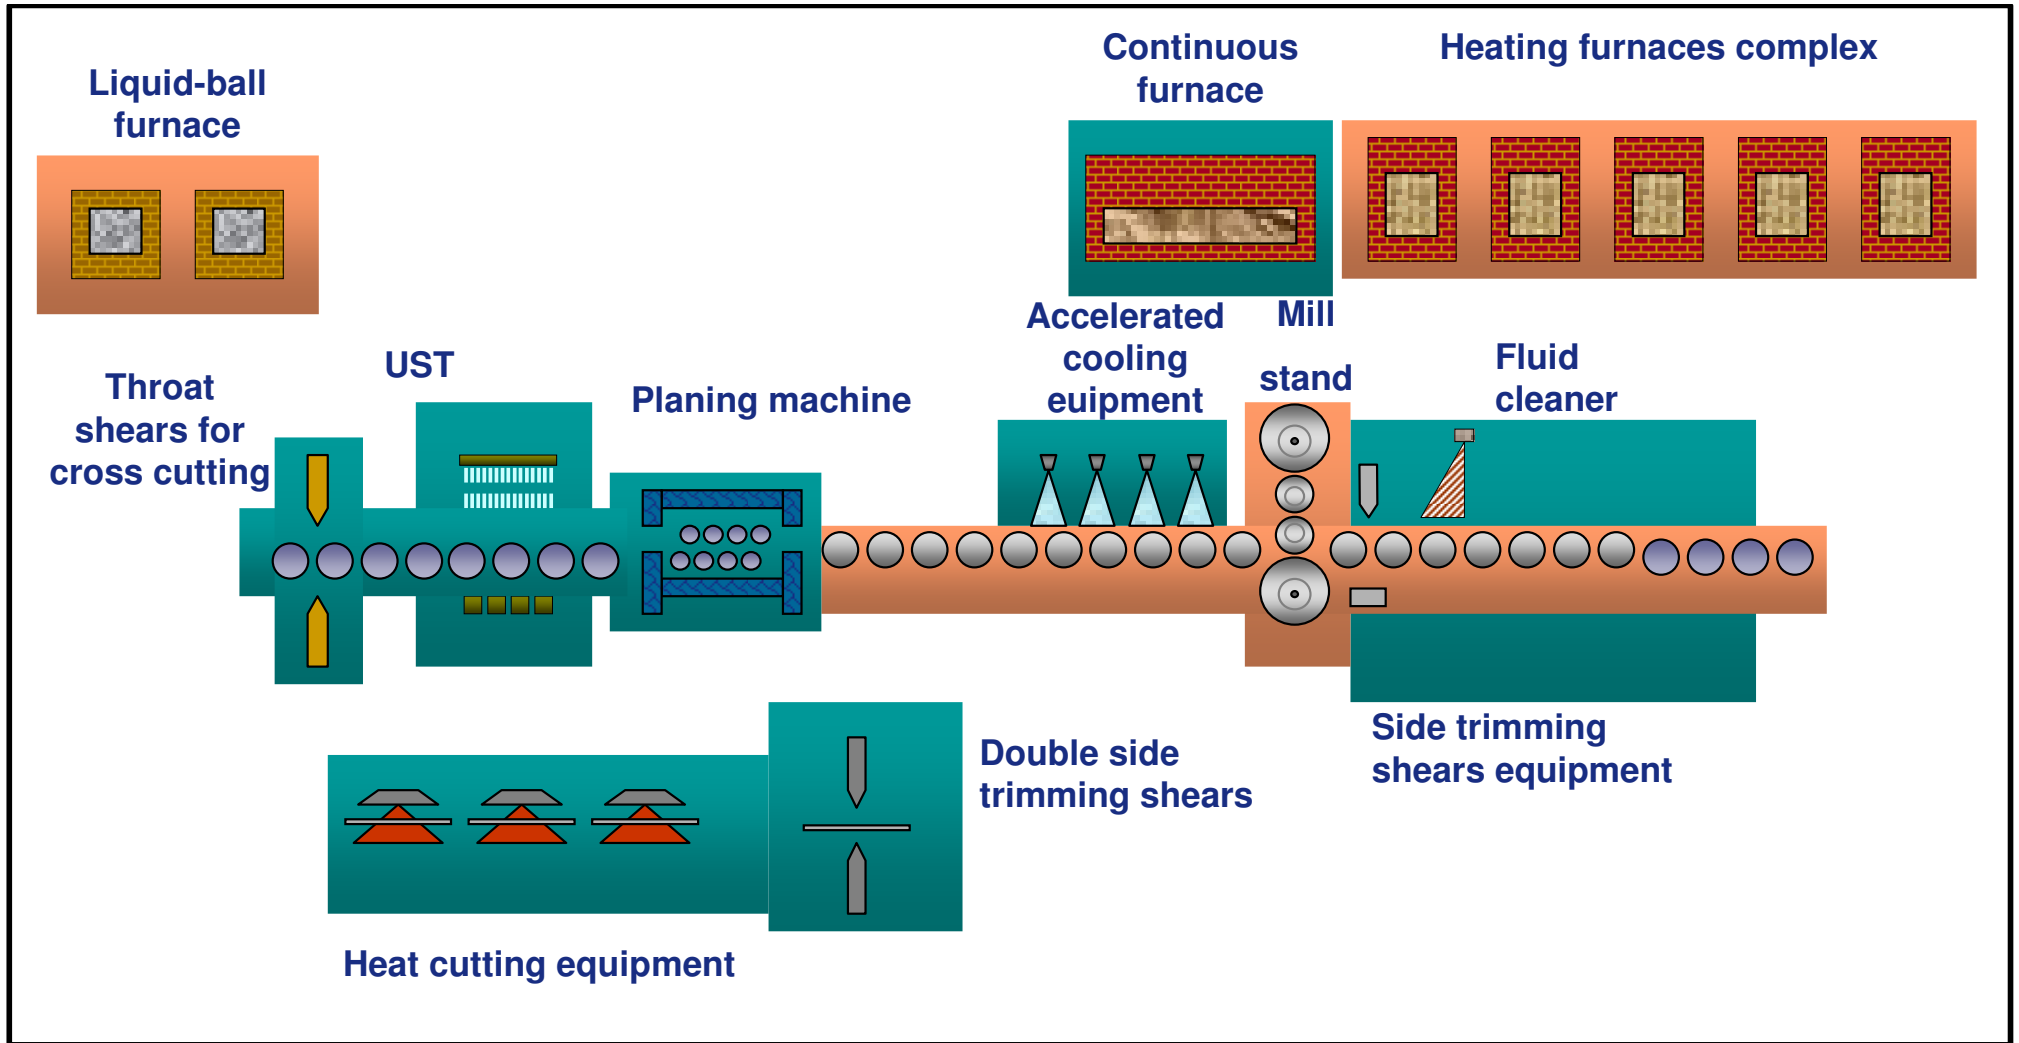 Liquid-ball
furnace
Continuous
furnace
Heating furnaces complex
Throat
shears for
cross cutting
UST
Planing machine
Accelerated
cooling
euipment
Mill
stand
Fluid
cleaner
Double side
trimming shears
Side trimming
shears equipment
Heat cutting equipment